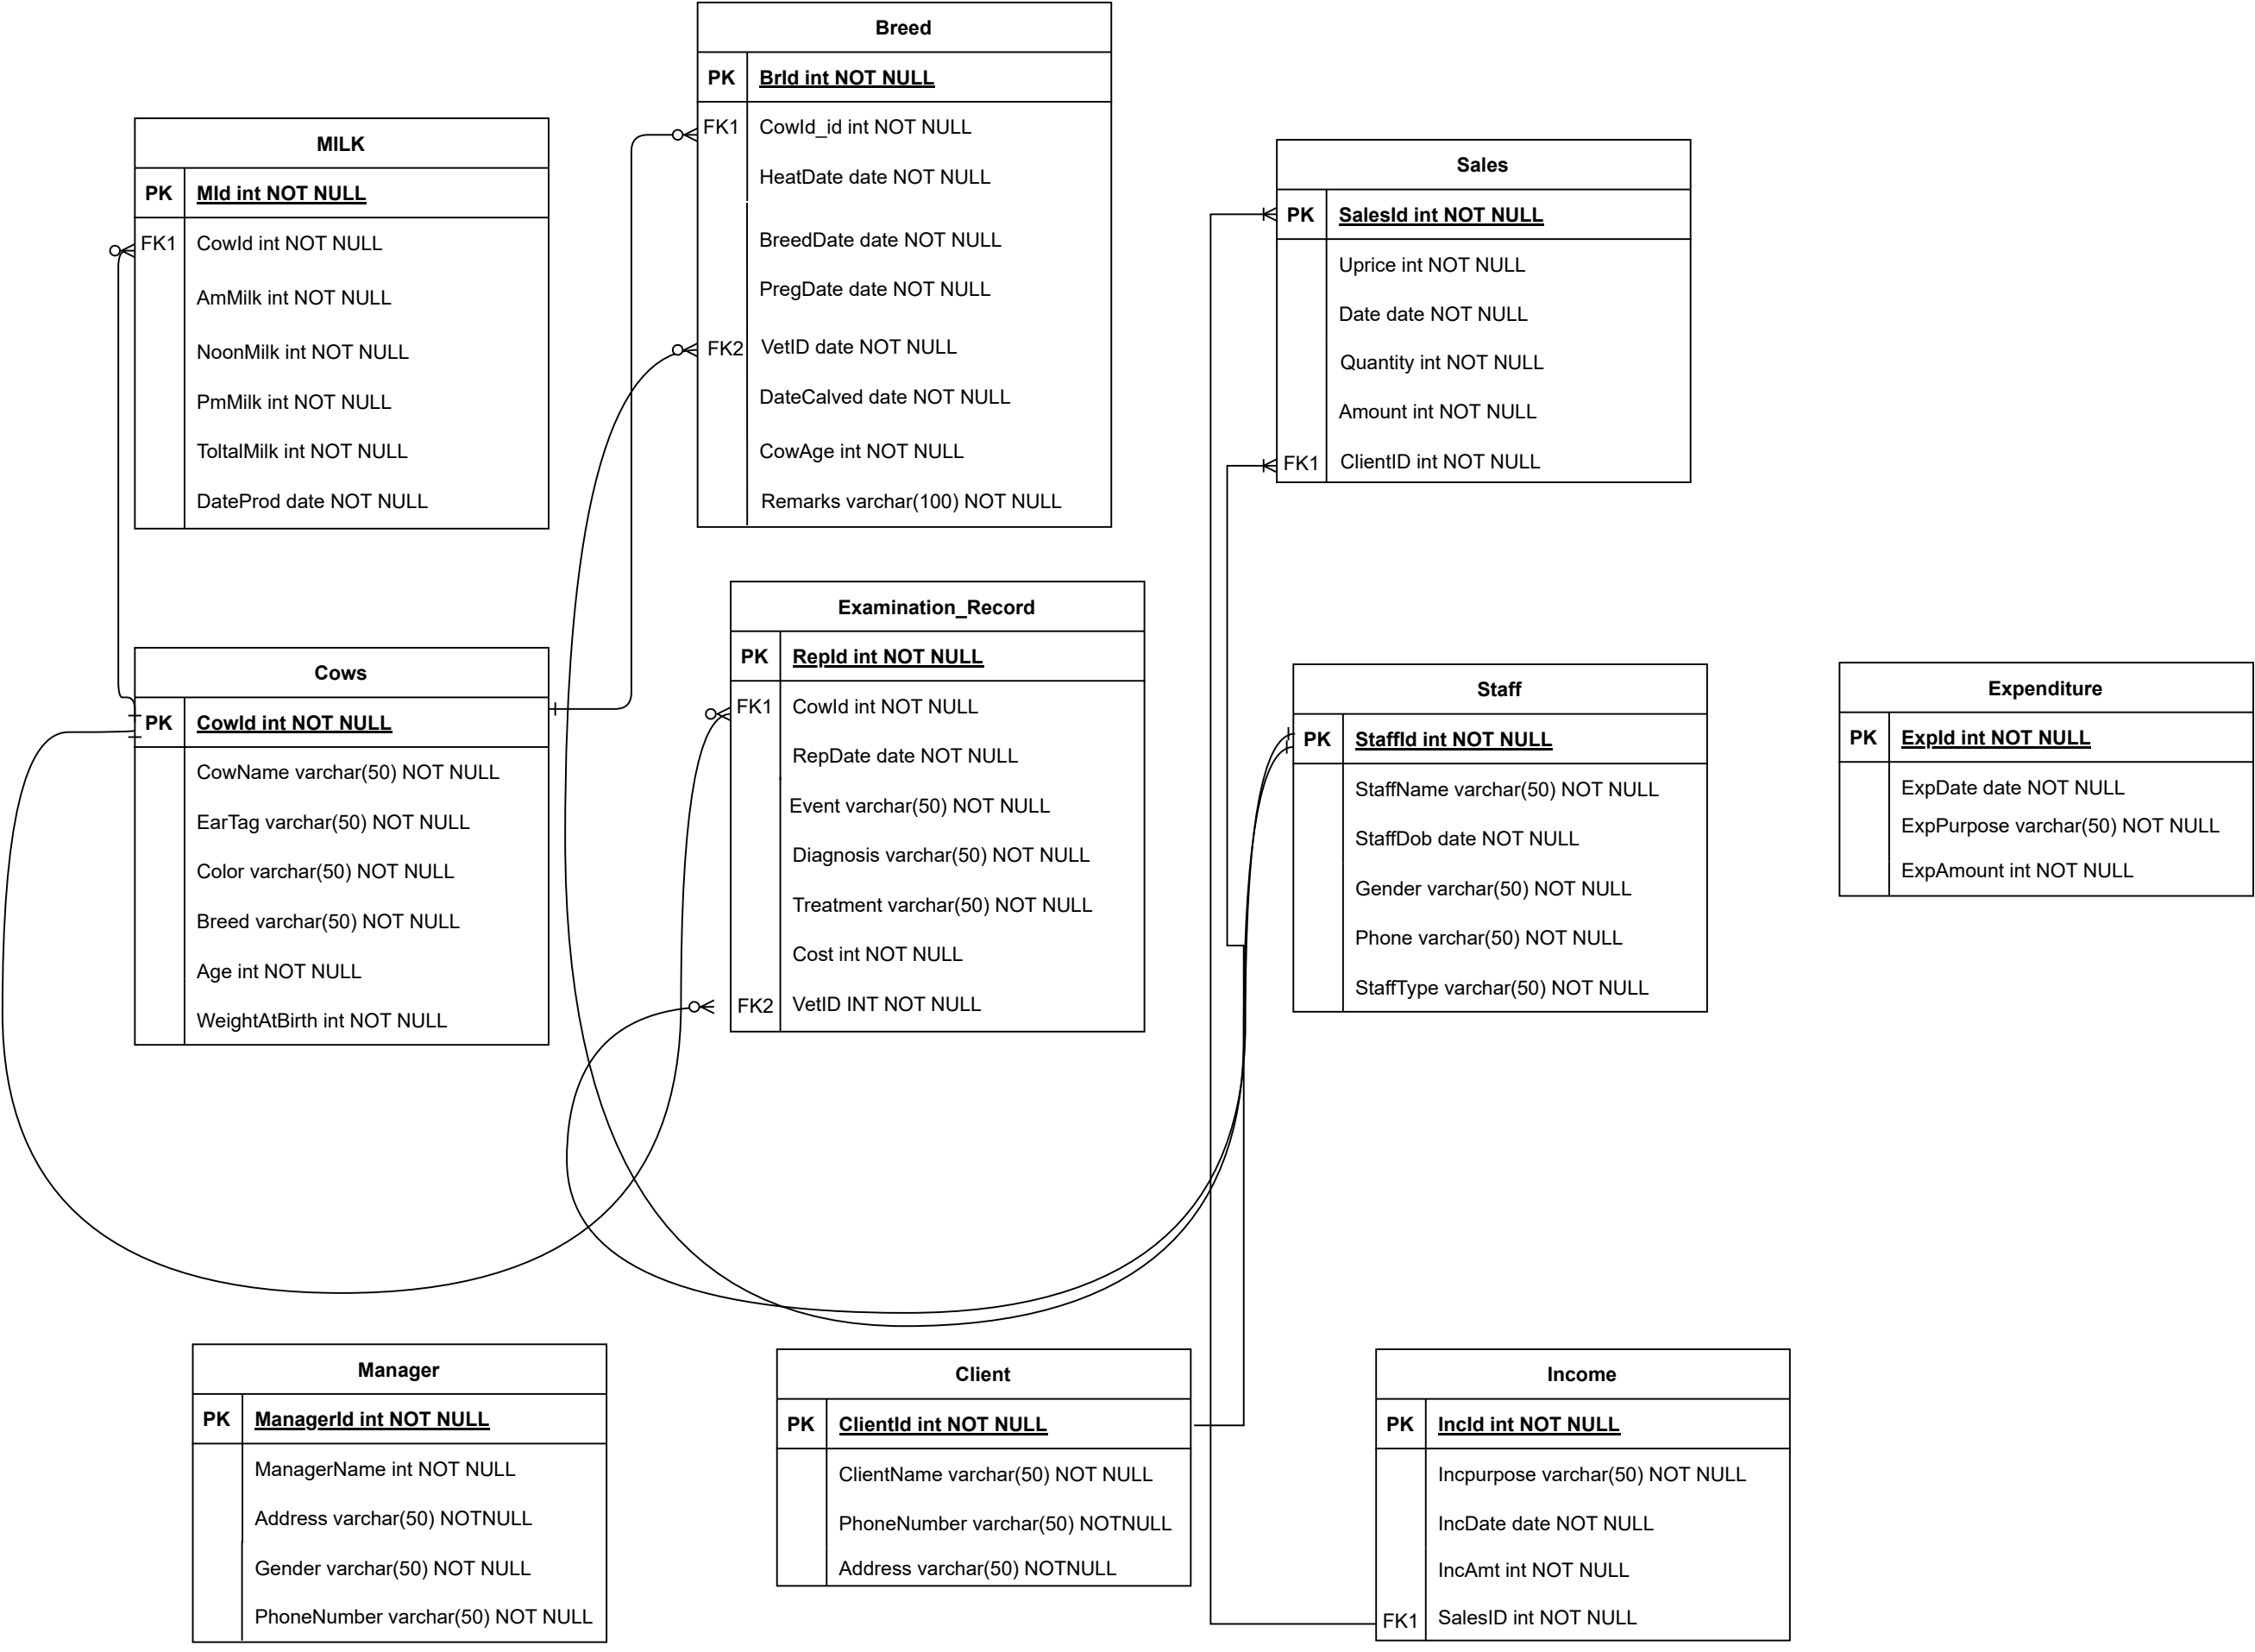 Breed
PK BrId int NOT NULL
FK1 CowId_id int NOT NULL
HeatDate date NOT NULL
BreedDate date NOT NULL
PregDate date NOT NULL
FK2 VetID date NOT NULL
DateCalved date NOT NULL
CowAge int NOT NULL
Remarks varchar(100) NOT NULL
MILK
PK MId int NOT NULL
FK1 CowId int NOT NULL
AmMilk int NOT NULL
NoonMilk int NOT NULL
PmMilk int NOT NULL
ToltalMilk int NOT NULL
DateProd date NOT NULL
Sales
PK SalesId int NOT NULL
Uprice int NOT NULL
Date date NOT NULL
Quantity int NOT NULL
Amount int NOT NULL
FK1 ClientID int NOT NULL
Cows
PK CowId int NOT NULL
CowName varchar(50) NOT NULL
EarTag varchar(50) NOT NULL
Color varchar(50) NOT NULL
Breed varchar(50) NOT NULL
Age int NOT NULL
WeightAtBirth int NOT NULL
Examination_Record
PK RepId int NOT NULL
FK1 CowId int NOT NULL
RepDate date NOT NULL
Event varchar(50) NOT NULL
Diagnosis varchar(50) NOT NULL
Treatment varchar(50) NOT NULL
Cost int NOT NULL
FK2 VetID INT NOT NULL
Staff
PK StaffId int NOT NULL
StaffName varchar(50) NOT NULL
StaffDob date NOT NULL
Gender varchar(50) NOT NULL
Phone varchar(50) NOT NULL
StaffType varchar(50) NOT NULL
Expenditure
PK ExpId int NOT NULL
ExpDate date NOT NULL
ExpPurpose varchar(50) NOT NULL
ExpAmount int NOT NULL
Manager
PK ManagerId int NOT NULL
ManagerName int NOT NULL
Address varchar(50) NOTNULL
Gender varchar(50) NOT NULL
PhoneNumber varchar(50) NOT NULL
Client
PK ClientId int NOT NULL
ClientName varchar(50) NOT NULL
PhoneNumber varchar(50) NOTNULL
Address varchar(50) NOTNULL
Income
PK IncId int NOT NULL
Incpurpose varchar(50) NOT NULL
IncDate date NOT NULL
IncAmt int NOT NULL
FK1 SalesID int NOT NULL